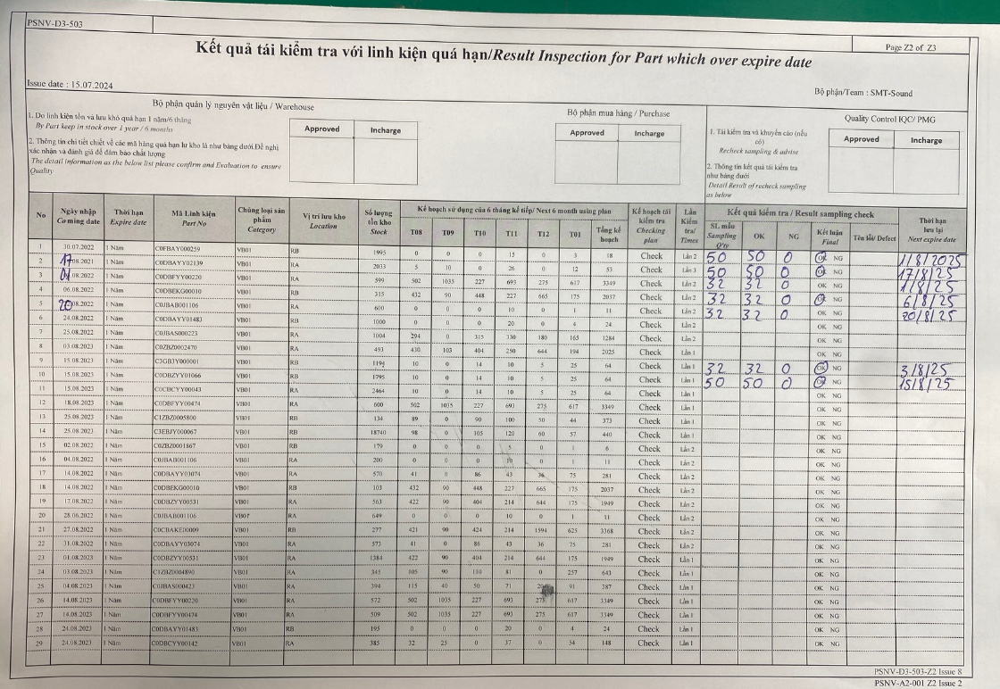 PSNV-D3-503
Kết quả tái kiểm tra với linh kiện quá hạn/Result Inspection for Part which over expire date
Page Z2 of Z3
Issue date : 15.07.2024
Bộ phận/Team : SMT-Sound
Bộ phận quản lý nguyên vật liệu / Warehouse
Bộ phận mua hàng / Purchase
Quality Control IQC/ PMG
1. Do linh kiện tồn và lưu kho quá hạn 1 năm/6 tháng
By Part keep in stock over 1 year / 6 months
2. Thông tin chi tiết về các mã hàng quá hạn lư kho là như bảng dưới.Đề nghị
xác nhận và đánh giá để đảm bảo chất lượng
The detail information as the below list please confirm and Evaluation to ensure
Quality
Approved Incharge
Approved Incharge
1. Tái kiểm tra và khuyến cáo (nếu
có)
Recheck sampling & advise
2. Thông tin kết quả tái kiểm tra
như bảng dưới
Detail Result of recheck sampling
as below
Approved Incharge
No
Ngày nhập Coming date
Thời hạn Expire date
Mã Linh kiện Part No
Chủng loại sản phẩm Category
Vị trí lưu kho Location
Số lượng tồn kho Stock
Kế hoạch sử dụng của 6 tháng kế tiếp/ Next 6 month using plan
T08 T09 T10 T11 T12 T01 Tổng kế hoạch
Kế hoạch tái kiểm tra Checking plan
Lần Kiểm tra/ Times
Kết quả kiểm tra / Result sampling check
SL mẫu Sampling Q'ty OK NG Kết luận Final Tên lỗi/ Defect
Thời hạn lưu lại Next expire date
1 30.07.2022 1 Năm C0FBAY000259 VB01 RB 1995 0 0 0 15 0 3 18 Check Lần 2 50 50 0 OK NG 1/8/2025
2 17.08.2021 1 Năm C0DBAYY02139 VB01 RA 2033 5 10 0 26 0 12 53 Check Lần 3 50 50 0 OK NG 17/8/25
3 01.08.2022 1 Năm C0DBFYY00220 VB01 RA 599 502 1035 227 693 275 617 3349 Check Lần 2 32 32 0 OK NG 1/8/25
4 06.08.2022 1 Năm C0DBEKG00010 VB01 RB 315 432 90 448 227 665 175 2037 Check Lần 2 32 32 0 OK NG 6/8/25
5 20.08.2022 1 Năm C0JBAB001106 VB01 RA 600 0 0 0 10 0 1 11 Check Lần 2 32 32 0 OK NG 20/8/25
6 24.08.2022 1 Năm C0DBAYY01483 VB01 RB 1000 0 0 0 20 0 4 24 Check Lần 2 OK NG
7 25.08.2022 1 Năm C0JBAS000223 VB01 RA 1004 294 0 315 330 180 165 1284 Check Lần 2 OK NG
8 03.08.2023 1 Năm C0ZBZ0002470 VB01 RB 493 430 103 404 250 644 194 2025 Check Lần 1 OK NG
9 15.08.2023 1 Năm C3GBJY000001 VB01 RB 10 0 14 10 5 25 64 Check Lần 1 32 32 0 OK NG 3/8/25
10 15.08.2023 1 Năm C0DBZYY01066 VB01 RB 1795 10 0 14 10 5 25 64 Check Lần 1 50 50 0 OK NG 15/8/25
11 15.08.2023 1 Năm C0CBCYY00043 VB01 RA 2464 10 0 14 10 5 25 64 Check Lần 1 OK NG
12 18.08.2023 1 Năm C0DBFYY00474 VB01 RA 600 502 1035 227 693 275 617 3349 Check Lần 1 OK NG
13 25.08.2023 1 Năm C1ZBZ0005800 VB01 RB 134 89 0 90 100 50 44 373 Check Lần 1 OK NG
14 25.08.2023 1 Năm C3EBJY000067 VB01 RB 18740 98 0 105 120 60 57 440 Check Lần 1 OK NG
15 02.08.2022 1 Năm C0ZBZ0001867 VB01 RB 179 0 0 0 5 0 1 6 Check Lần 2 OK NG
16 04.08.2022 1 Năm C0JBAB001106 VB01 RA 200 0 0 0 10 0 1 11 Check Lần 2 OK NG
17 14.08.2022 1 Năm C0DBAYY03074 VB01 RA 570 41 0 86 43 36 75 281 Check Lần 2 OK NG
18 14.08.2022 1 Năm C0DBEKG00010 VB01 RB 103 432 90 448 227 665 175 2037 Check Lần 2 OK NG
19 17.08.2022 1 Năm C0DBZYY00531 VB01 RA 563 422 90 404 214 644 175 1949 Check Lần 2 OK NG
20 28.06.2022 1 Năm C0JBAB001106 VB01 RA 649 0 0 0 10 0 1 11 Check Lần 2 OK NG
21 27.08.2022 1 Năm C0CBAKE00009 VB01 RB 277 421 90 424 214 1594 625 3368 Check Lần 2 OK NG
22 31.08.2022 1 Năm C0DBAYY03074 VB01 RA 573 41 0 86 43 36 75 281 Check Lần 2 OK NG
23 01.08.2023 1 Năm C0DBZYY00531 VB01 RA 1384 422 90 404 214 644 175 1949 Check Lần 1 OK NG
24 03.08.2023 1 Năm C1ZBZ0004890 VB01 RA 345 105 90 110 81 0 257 643 Check Lần 1 OK NG
25 04.08.2023 1 Năm C0JBAS000423 VB01 RA 394 115 40 50 71 91 387 Check Lần 1 OK NG
26 14.08.2023 1 Năm C0DBFYY00220 VB01 RA 572 502 1035 227 693 275 617 3349 Check Lần 1 OK NG
27 14.08.2023 1 Năm C0DBFYY00474 VB01 RA 509 502 1035 227 693 275 617 3349 Check Lần 1 OK NG
28 24.08.2023 1 Năm C0DBAYY01483 VB01 RB 195 0 0 0 20 0 4 24 Check Lần 1 OK NG
29 24.08.2023 1 Năm C0DBCYY00142 VB01 RA 385 32 25 0 37 0 54 148 Check Lần 1 OK NG
PSNV-D3-503-Z2 Issue 8
PSNV-A2-001 Z2 Issue 2